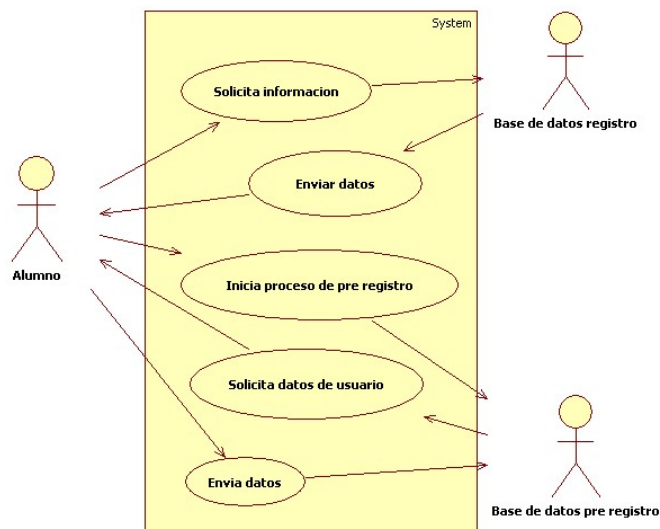 System
Solicita informacion
Base de datos registro
Enviar datos
Alumno
Inicia proceso de pre registro
Solicita datos de usuario
Envia datos
Base de datos pre registro